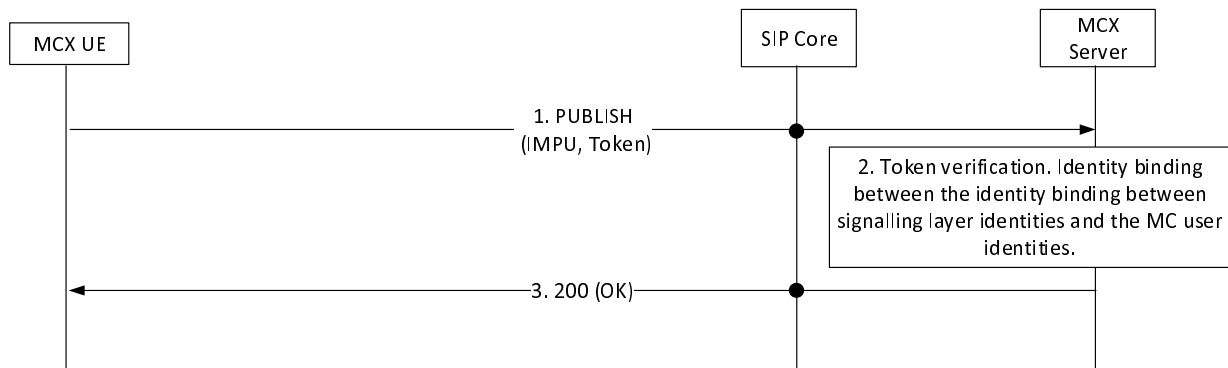 MCX UE
SIP Core
MCX
Server
1. PUBLISH
(IMPU, Token)
2. Token verification. Identity binding
between the identity binding between
signalling layer identities and the MC user
identities.
3. 200 (OK)